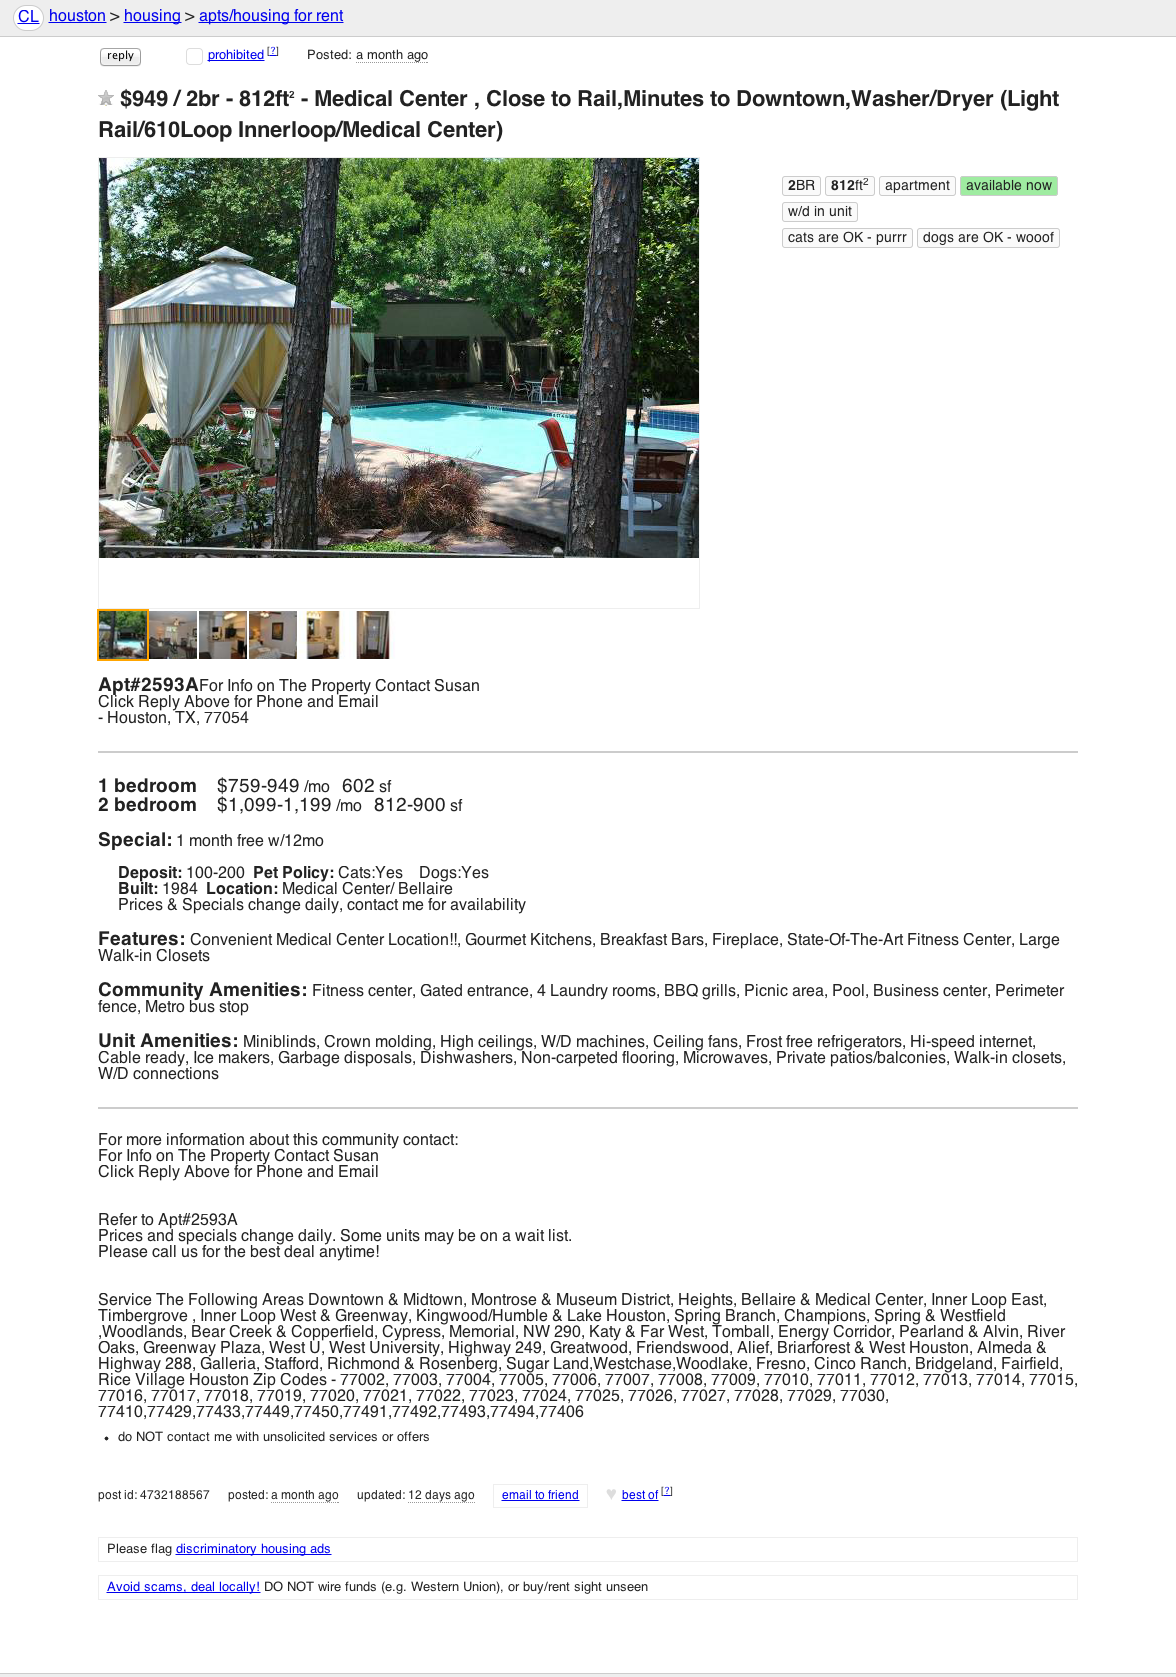 CL houston > housing > apts/housing for rent
reply prohibited [?] Posted: a month ago
$949 / 2br - 812ft² - Medical Center , Close to Rail,Minutes to Downtown,Washer/Dryer (Light
Rail/610Loop Innerloop/Medical Center)
2BR 812ft² apartment available now
w/d in unit
cats are OK - purrr dogs are OK - wooof
Apt#2593AFor Info on The Property Contact Susan
Click Reply Above for Phone and Email
- Houston, TX, 77054
1 bedroom $759-949 /mo 602 sf
2 bedroom $1,099-1,199 /mo 812-900 sf
Special: 1 month free w/12mo
Deposit: 100-200 Pet Policy: Cats:Yes Dogs:Yes
Built: 1984 Location: Medical Center/ Bellaire
Prices & Specials change daily, contact me for availability
Features: Convenient Medical Center Location!!, Gourmet Kitchens, Breakfast Bars, Fireplace, State-Of-The-Art Fitness Center, Large
Walk-in Closets
Community Amenities: Fitness center, Gated entrance, 4 Laundry rooms, BBQ grills, Picnic area, Pool, Business center, Perimeter
fence, Metro bus stop
Unit Amenities: Miniblinds, Crown molding, High ceilings, W/D machines, Ceiling fans, Frost free refrigerators, Hi-speed internet,
Cable ready, Ice makers, Garbage disposals, Dishwashers, Non-carpeted flooring, Microwaves, Private patios/balconies, Walk-in closets,
W/D connections
For more information about this community contact:
For Info on The Property Contact Susan
Click Reply Above for Phone and Email
Refer to Apt#2593A
Prices and specials change daily. Some units may be on a wait list.
Please call us for the best deal anytime!
Service The Following Areas Downtown & Midtown, Montrose & Museum District, Heights, Bellaire & Medical Center, Inner Loop East,
Timbergrove , Inner Loop West & Greenway, Kingwood/Humble & Lake Houston, Spring Branch, Champions, Spring & Westfield
,Woodlands, Bear Creek & Copperfield, Cypress, Memorial, NW 290, Katy & Far West, Tomball, Energy Corridor, Pearland & Alvin, River
Oaks, Greenway Plaza, West U, West University, Highway 249, Greatwood, Friendswood, Alief, Briarforest & West Houston, Almeda &
Highway 288, Galleria, Stafford, Richmond & Rosenberg, Sugar Land,Westchase,Woodlake, Fresno, Cinco Ranch, Bridgeland, Fairfield,
Rice Village Houston Zip Codes - 77002, 77003, 77004, 77005, 77006, 77007, 77008, 77009, 77010, 77011, 77012, 77013, 77014, 77015,
77016, 77017, 77018, 77019, 77020, 77021, 77022, 77023, 77024, 77025, 77026, 77027, 77028, 77029, 77030,
77410,77429,77433,77449,77450,77491,77492,77493,77494,77406
• do NOT contact me with unsolicited services or offers
post id: 4732188567 posted: a month ago updated: 12 days ago email to friend ♥ best of [?]
Please flag discriminatory housing ads
Avoid scams, deal locally! DO NOT wire funds (e.g. Western Union), or buy/rent sight unseen